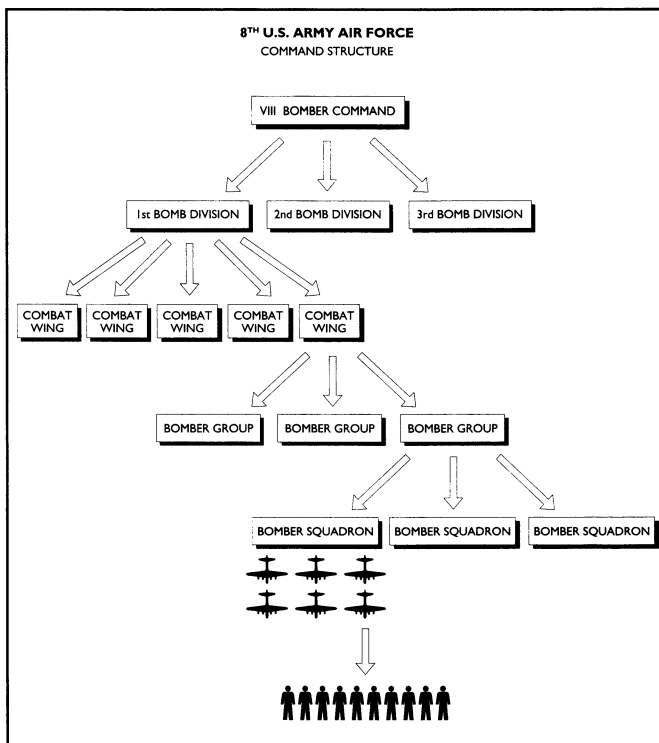 8TH U.S. ARMY AIR FORCE
COMMAND STRUCTURE
VIII BOMBER COMMAND
1st BOMB DIVISION
2nd BOMB DIVISION
3rd BOMB DIVISION
COMBAT
WING
COMBAT
WING
COMBAT
WING
COMBAT
WING
COMBAT
WING
BOMBER GROUP
BOMBER GROUP
BOMBER GROUP
BOMBER SQUADRON
BOMBER SQUADRON
BOMBER SQUADRON